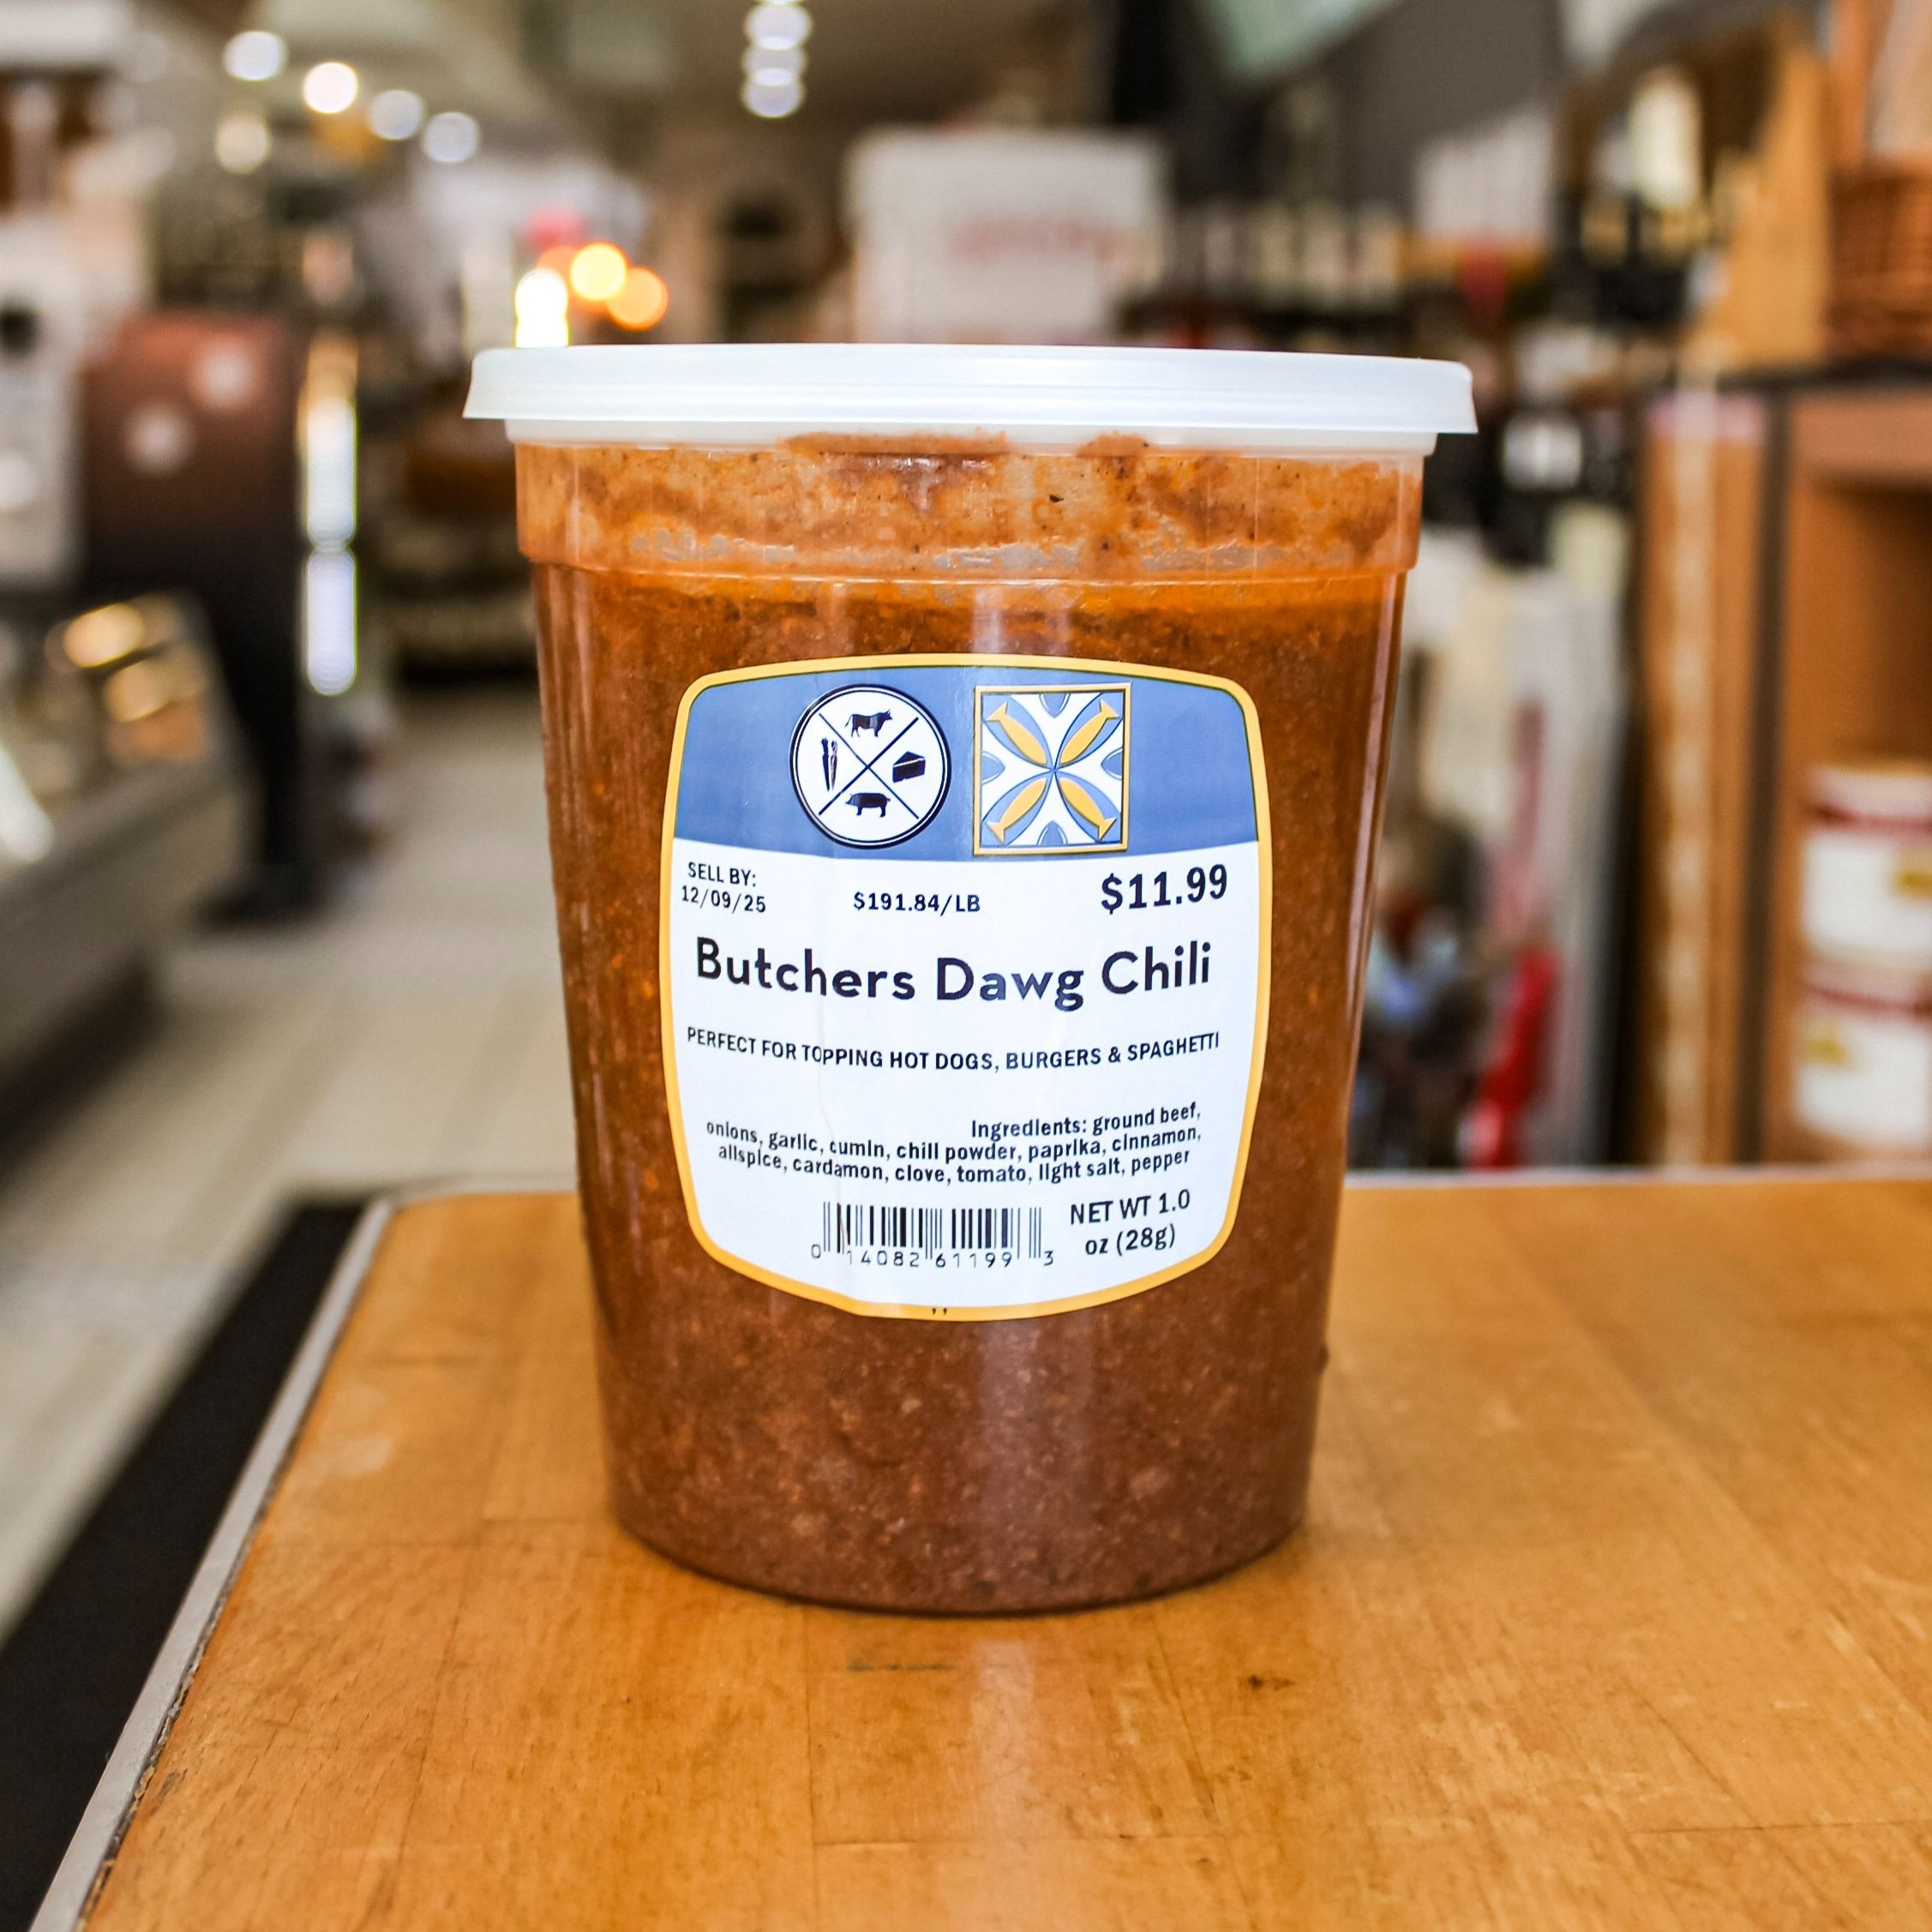 SELL BY:
12/09/25
$191.84/LB
$11.99
Butchers Dawg Chili
PERFECT FOR TOPPING HOT DOGS, BURGERS & SPAGHETTI
Ingredients: ground beef,
onions, garlic, cumin, chili powder, paprika, cinnamon,
allspice, cardamon, clove, tomato, light salt, pepper
NET WT 1.0
oz (28g)
0 14082 61199 3